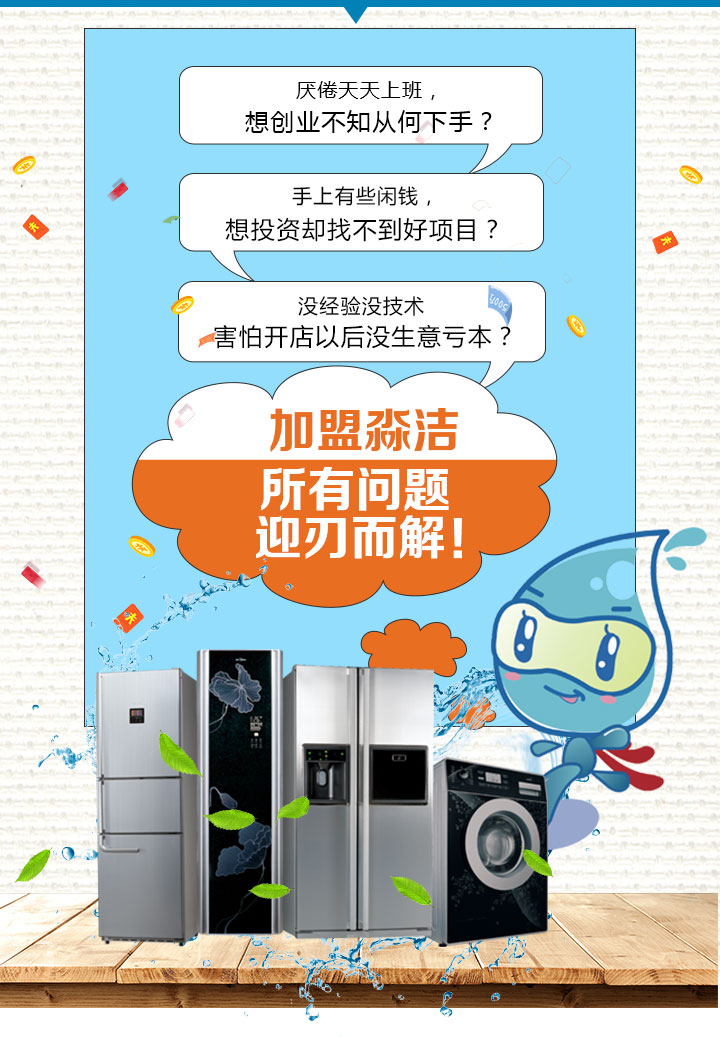 厌倦天天上班，
想创业不知从何下手？
手上有些闲钱，
想投资却找不到好项目？
没经验没技术
害怕开店以后没生意亏本？
加盟淼洁
所有问题
迎刃而解！